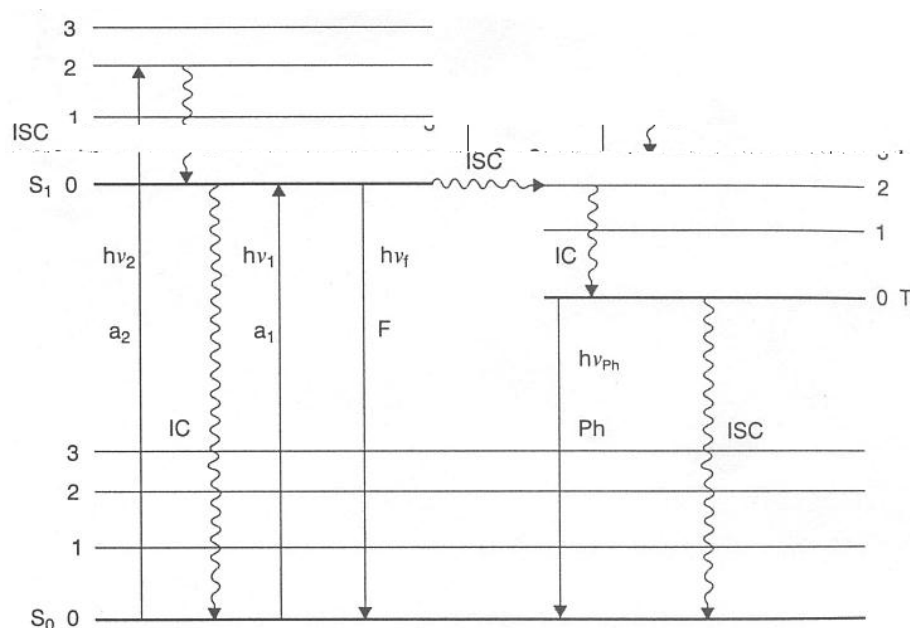 3
2
1
ISC
ISC
S₁ 0
2
1
hν₂
hν₁
hνf
IC
0 T
a₂
a₁
F
hνPh
IC
Ph
ISC
3
2
1
S₀ 0